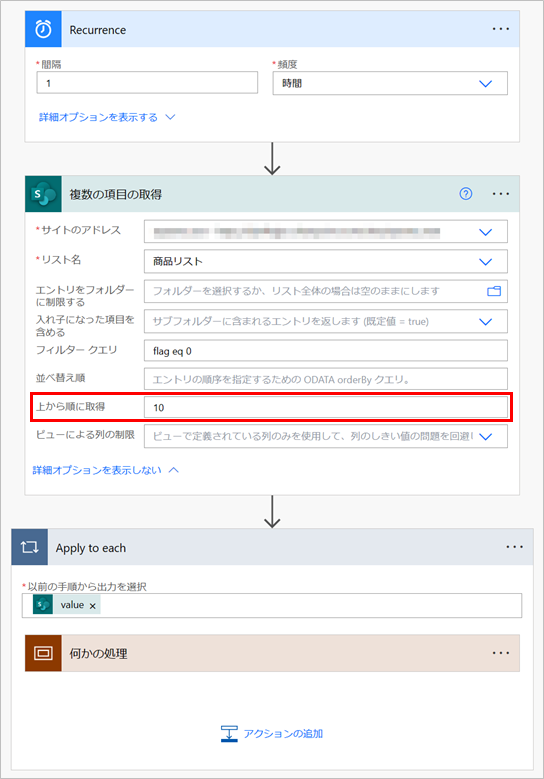 Recurrence
*間隔
*頻度
1
時間
詳細オプションを表示する
S
複数の項目の取得
?
*サイトのアドレス
*リスト名
商品リスト
エントリをフォルダー
に制限する
フォルダーを選択するか、リスト全体の場合は空のままにします
入れ子になった項目を
含める
サブフォルダーに含まれるエントリを返します (既定値 = true)
フィルター クエリ
flag eq 0
並べ替え順
エントリの順序を指定するための ODATA orderBy クエリ。
上から順に取得
10
ビューによる列の制限
ビューで定義されている列のみを使用して、列のしきい値の問題を回避し
詳細オプションを表示しない
Apply to each
*以前の手順から出力を選択
S
value ×
何かの処理
アクションの追加